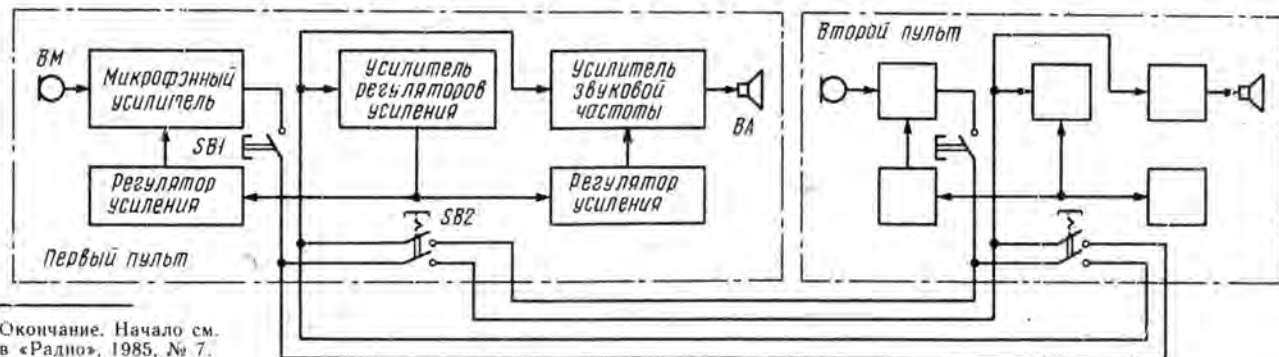 ВМ
Микрофэнный
усилитель
SB1
Регулятор
усиления
Первый пульт
Усилитель
регуляторов
усиления
SB2
Усилитель
звуковой
частоты
ВА
Регулятор
усиления
Второй пульт
Окончание. Начало см.
в «Радио», 1985, № 7.